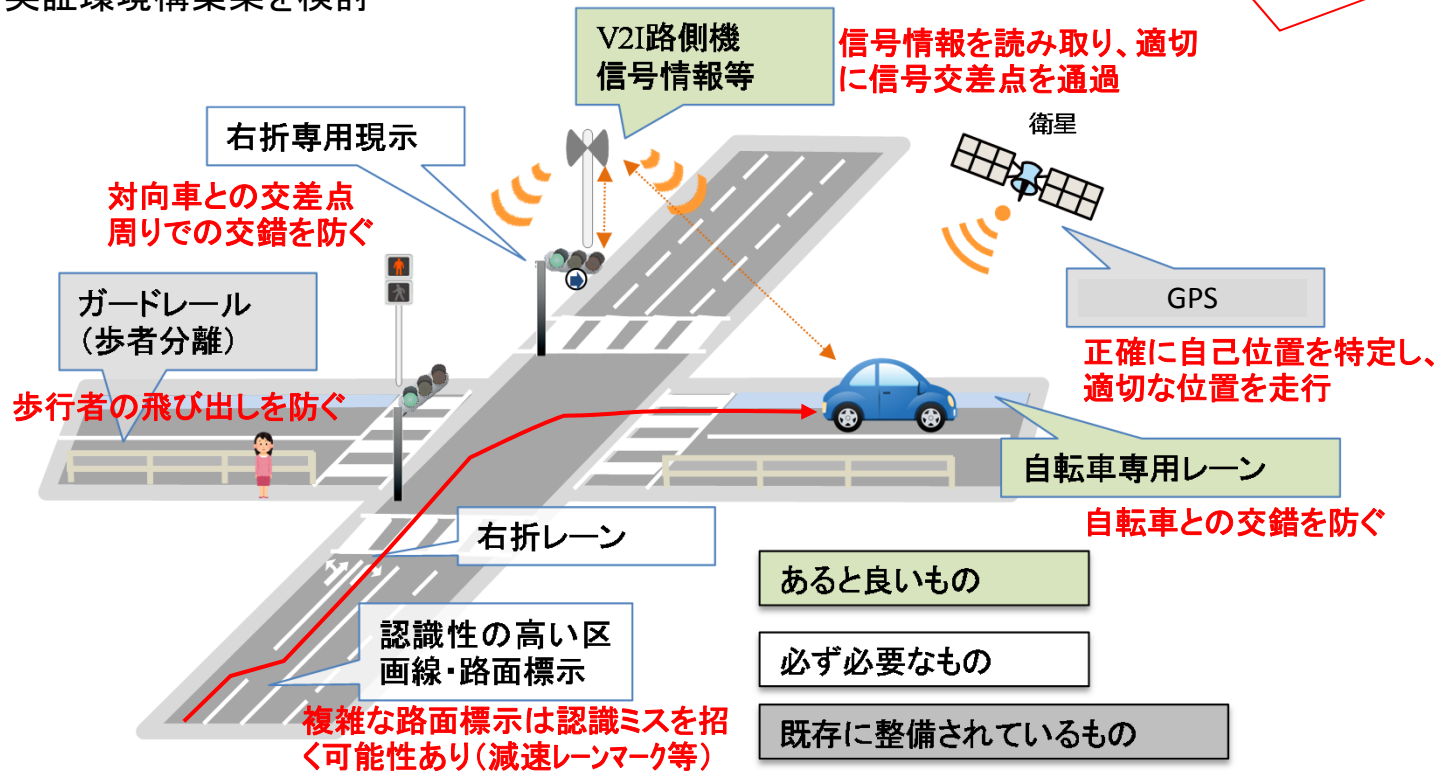 V2I路側機
信号情報等
信号情報を読み取り、適切
に信号交差点を通過
衛星
右折専用現示
対向車との交差点
周りでの交錯を防ぐ
ガードレール
(歩者分離)
歩行者の飛び出しを防ぐ
GPS
正確に自己位置を特定し、
適切な位置を走行
自転車専用レーン
自転車との交錯を防ぐ
右折レーン
認識性の高い区
画線・路面標示
複雑な路面標示は認識ミスを招
く可能性あり(減速レーンマーク等)
あると良いもの
必ず必要なもの
既存に整備されているもの